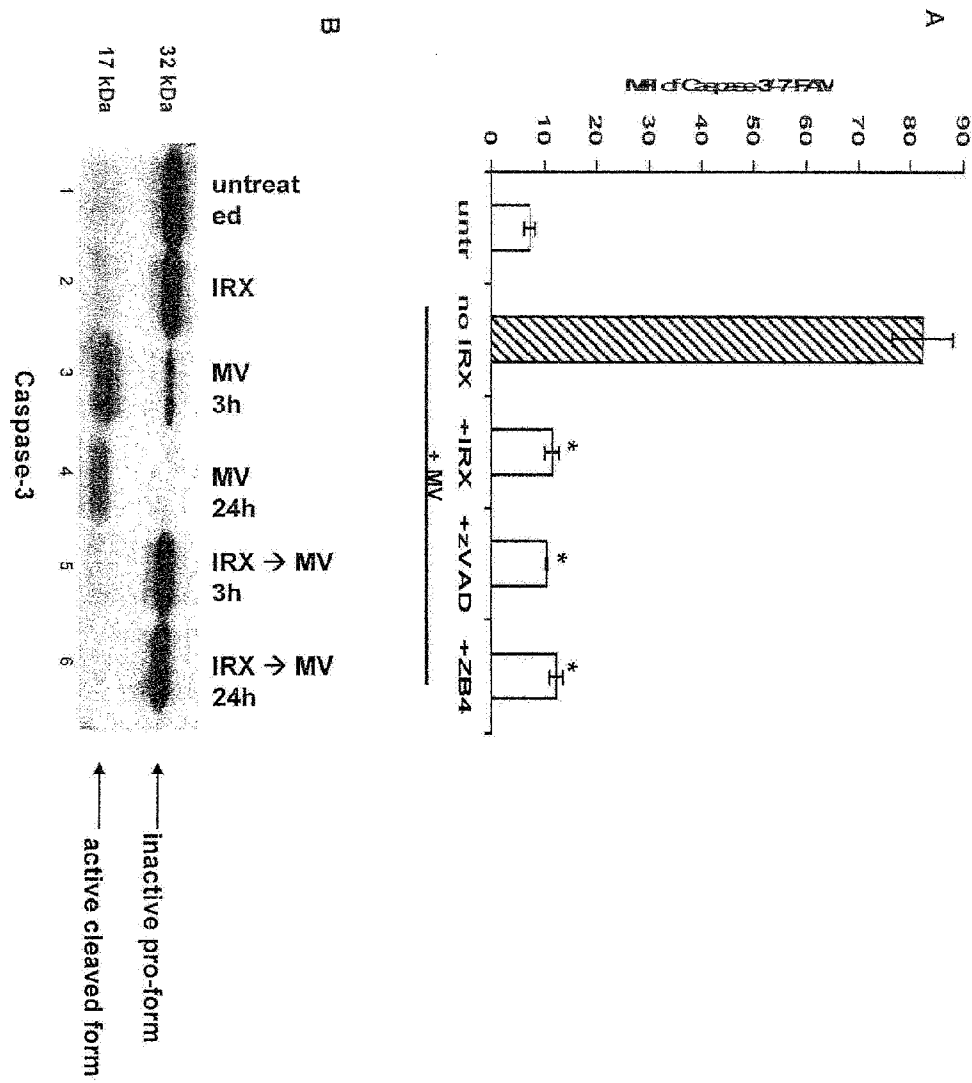 A
MFI of Caspase-3/7-FAM
90
80
70
60
50
40
30
20
10
0
*
*
*
untr
no IRX
+IRX
+zVAD
+ZB4
+ MV
B
untreat
ed
IRX
MV
3h
MV
24h
IRX → MV
3h
IRX → MV
24h
32 kDa
inactive pro-form
17 kDa
active cleaved form
1 2 3 4 5 6
Caspase-3